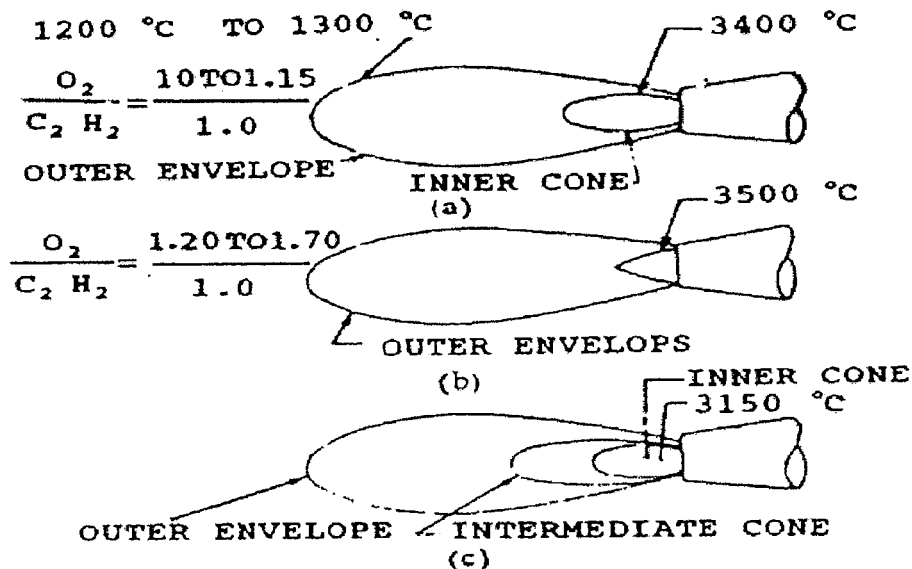 1200 °C TO 1300 °C
3400 °C
O₂ / C₂ H₂ = 10TO1.15 / 1.0
OUTER ENVELOPE
INNER CONE
(a)
3500 °C
O₂ / C₂ H₂ = 1.20TO1.70 / 1.0
OUTER ENVELOPS
(b)
INNER CONE
3150 °C
OUTER ENVELOPE
INTERMEDIATE CONE
(c)